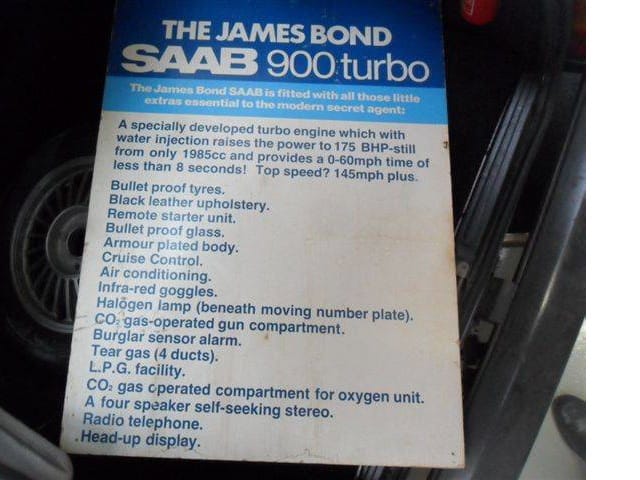 THE JAMES BOND
SAAB 900 turbo
The James Bond SAAB is fitted with all those little
extras essential to the modern secret agent:
A specially developed turbo engine which with
water injection raises the power to 175 BHP-still
from only 1985cc and provides a 0-60mph time of
less than 8 seconds! Top speed? 145mph plus.
Bullet proof tyres.
Black leather upholstery.
Remote starter unit.
Bullet proof glass.
Armour plated body.
Cruise Control.
Air conditioning.
Infra-red goggles.
Halogen lamp (beneath moving number plate).
CO₂ gas-operated gun compartment.
Burglar sensor alarm.
Tear gas (4 ducts).
L.P.G. facility.
CO₂ gas operated compartment for oxygen unit.
A four speaker self-seeking stereo.
Radio telephone.
Head-up display.